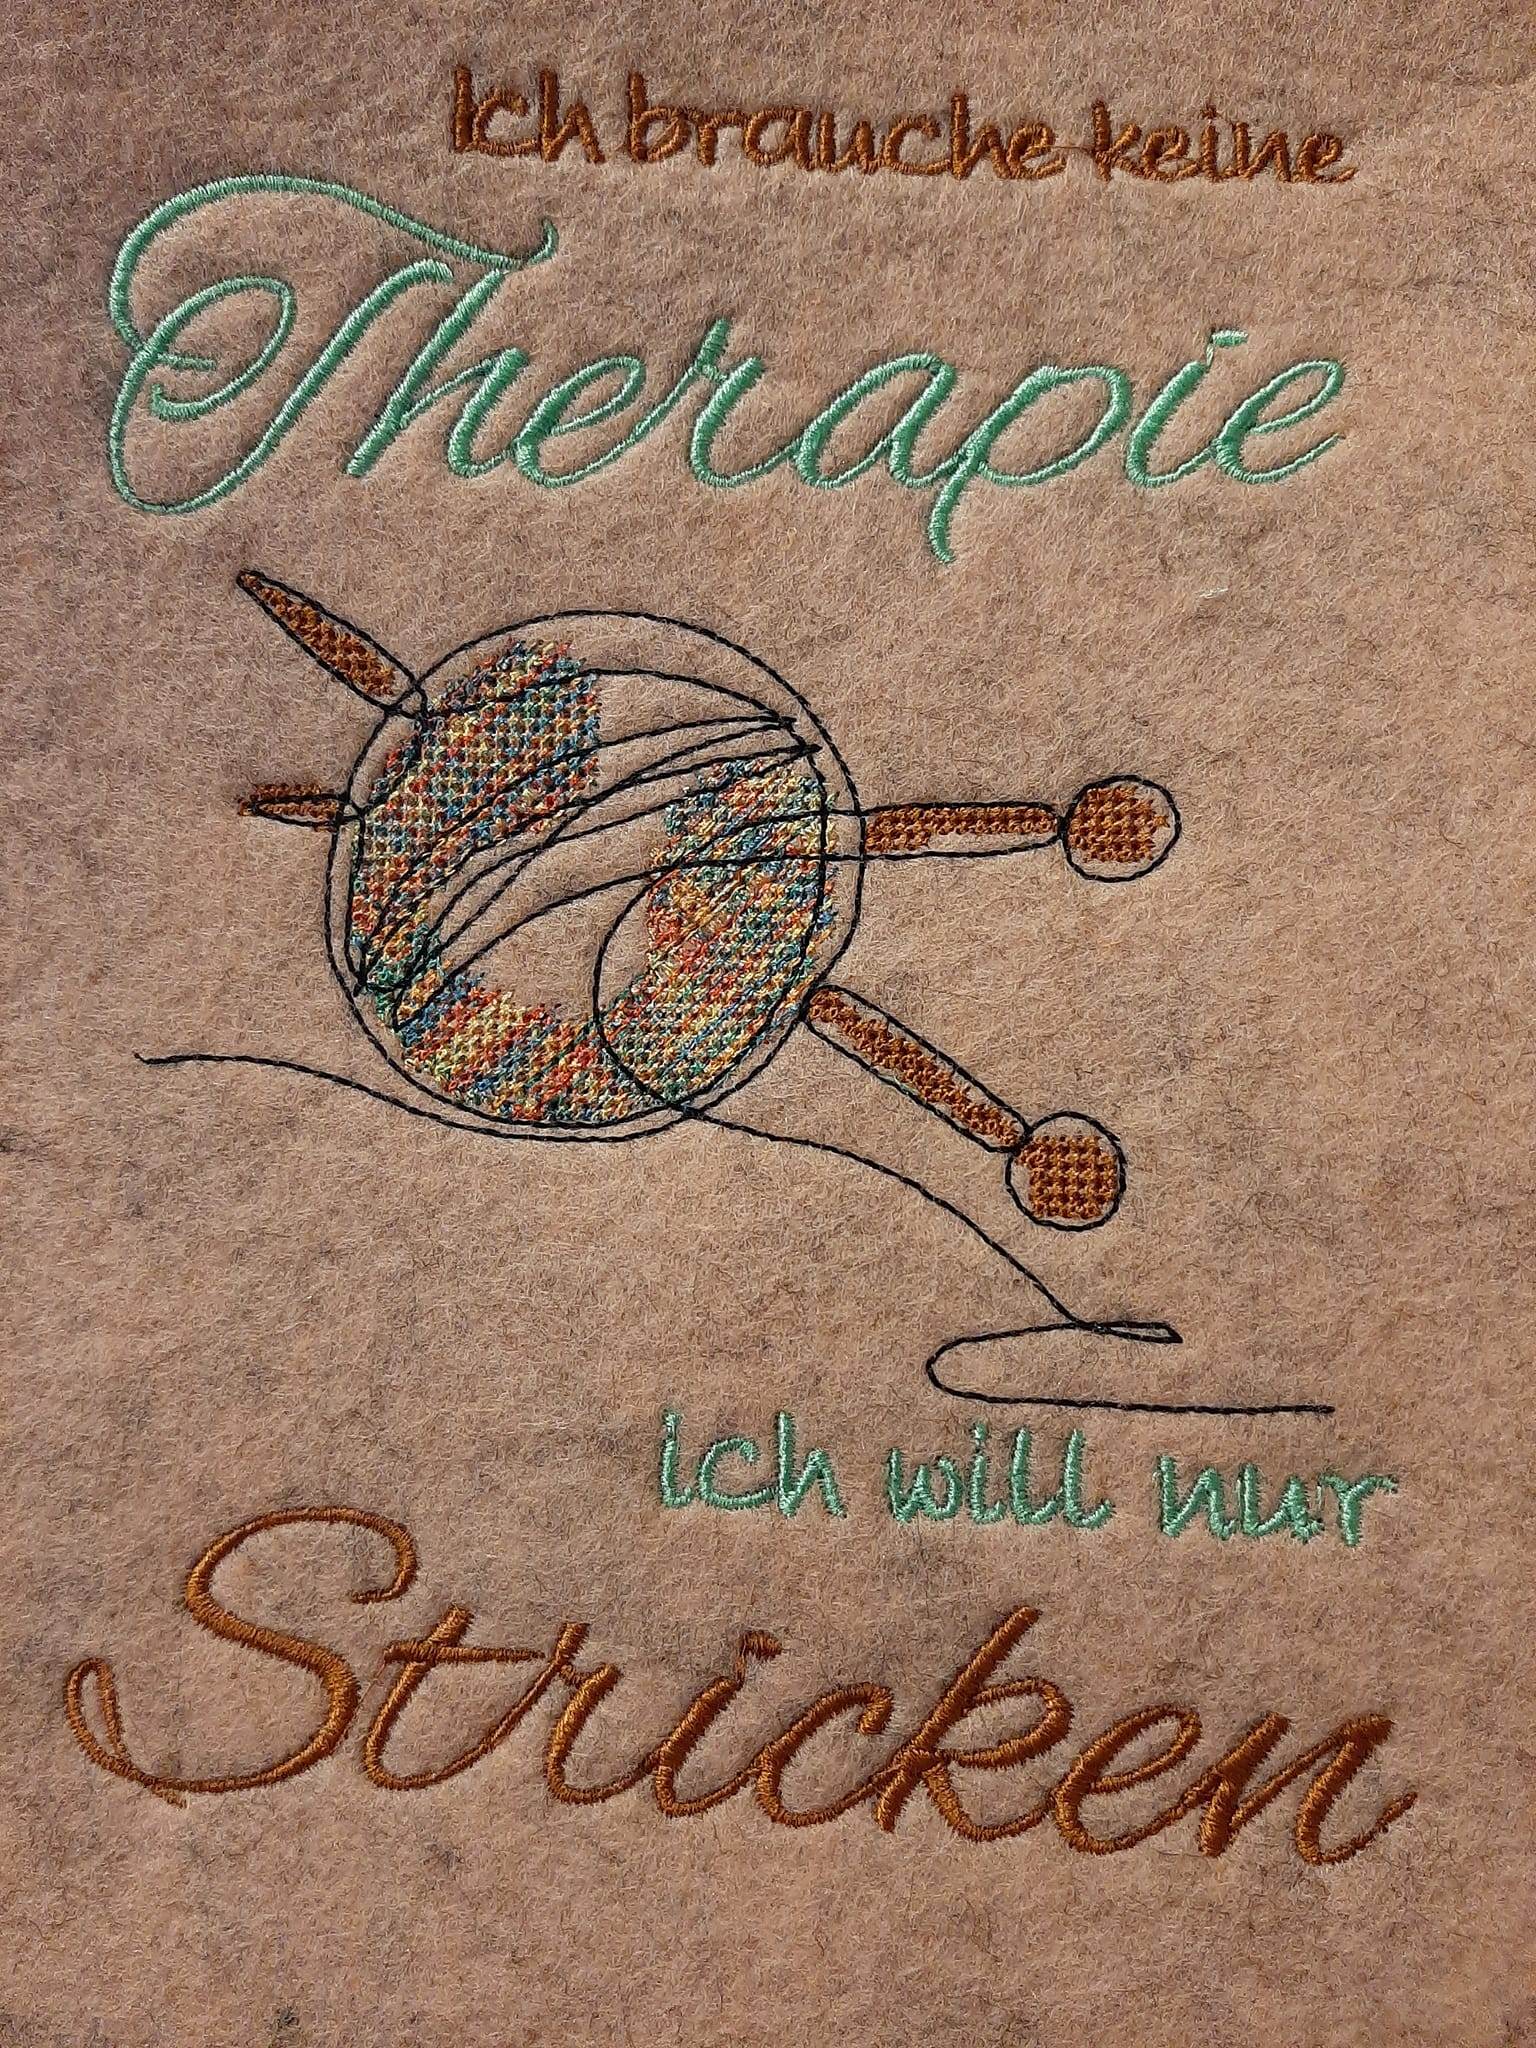 Ich brauche keine
Therapie
Ich will nur
Stricken